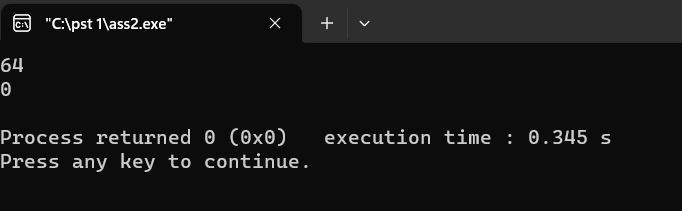 "C:\pst 1\ass2.exe"
64
0
Process returned 0 (0x0)   execution time : 0.345 s
Press any key to continue.